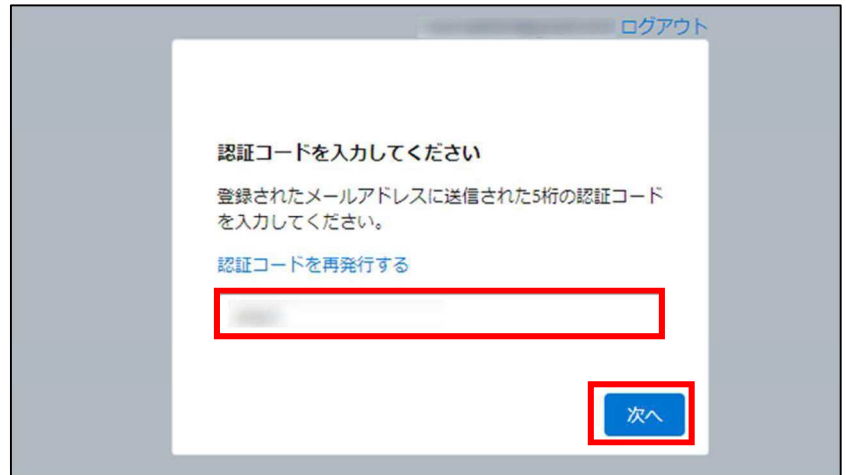 ログアウト
認証コードを入力してください
登録されたメールアドレスに送信された5桁の認証コード
を入力してください。
認証コードを再発行する
次へ